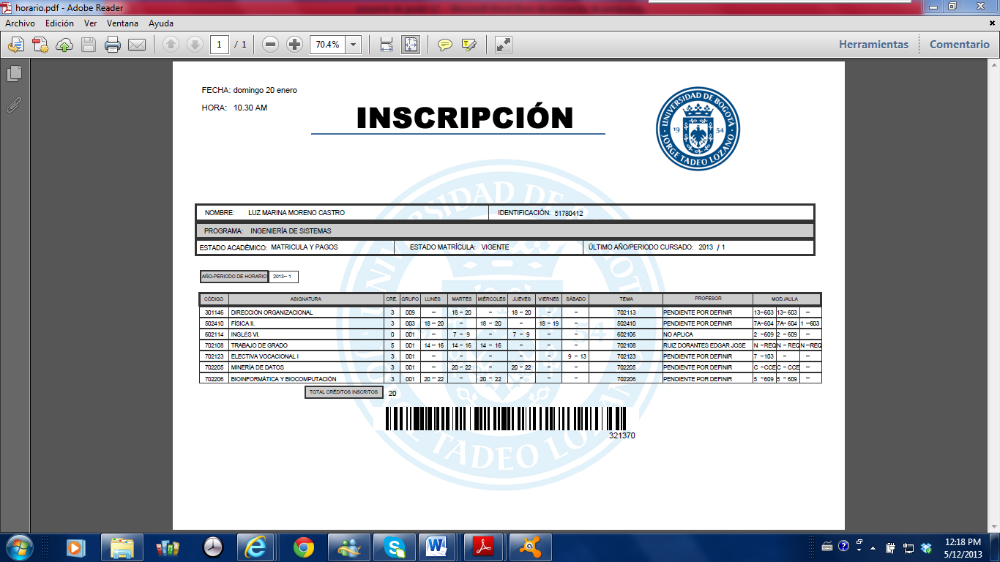 horario.pdf - Adobe Reader
Archivo Edición Ver Ventana Ayuda
1 / 1 70.4% Herramientas Comentario
FECHA: domingo 20 enero
HORA: 10.30 AM
INSCRIPCIÓN
UNIVERSIDAD DE BOGOTÁ
19 54
JORGE TADEO LOZANO
NOMBRE: LUZ MARINA MORENO CASTRO IDENTIFICACIÓN: 51780412
PROGRAMA: INGENIERÍA DE SISTEMAS
ESTADO ACADÉMICO: MATRICULA Y PAGOS ESTADO MATRÍCULA: VIGENTE ÚLTIMO AÑO/PERIODO CURSADO: 2013 / 1
AÑO-PERIODO DE HORARIO 2013- 1
CÓDIGO ASIGNATURA CRE. GRUPO LUNES MARTES MIÉRCOLES JUEVES VIERNES SÁBADO TEMA PROFESOR MOD./AULA
301146 DIRECCIÓN ORGANIZACIONAL 3 009 - 18 - 20 - 18 - 20 - - 702113 PENDIENTE POR DEFINIR 13-603 13-603 -
502410 FÍSICA II. 3 003 18 - 20 - 18 - 20 - 18 - 19 - 502410 PENDIENTE POR DEFINIR 7A-604 7A-604 1 -603
602114 INGLÉS VI. 0 001 - 7 - 9 - 7 - 9 - - 602106 NO APLICA 2 -609 2 -609 -
702108 TRABAJO DE GRADO 5 001 14 - 16 14 - 16 14 - 16 - - - 702108 RUIZ DORANTES EDGAR JOSE N -REQ N -REQ N -REQ
702123 ELECTIVA VOCACIONAL I 3 001 - - - - - 9 - 13 702123 PENDIENTE POR DEFINIR 7 -103 - -
702205 MINERÍA DE DATOS 3 001 - 20 - 22 - 20 - 22 - - 702205 PENDIENTE POR DEFINIR C -CCE C -CCE -
702206 BIOINFORMÁTICA Y BIOCOMPUTACIÓN 3 001 20 - 22 - 20 - 22 - - - 702206 PENDIENTE POR DEFINIR 5 -609 5 -609 -
TOTAL CRÉDITOS INSCRITOS 20
321370
12:18 PM
5/12/2013